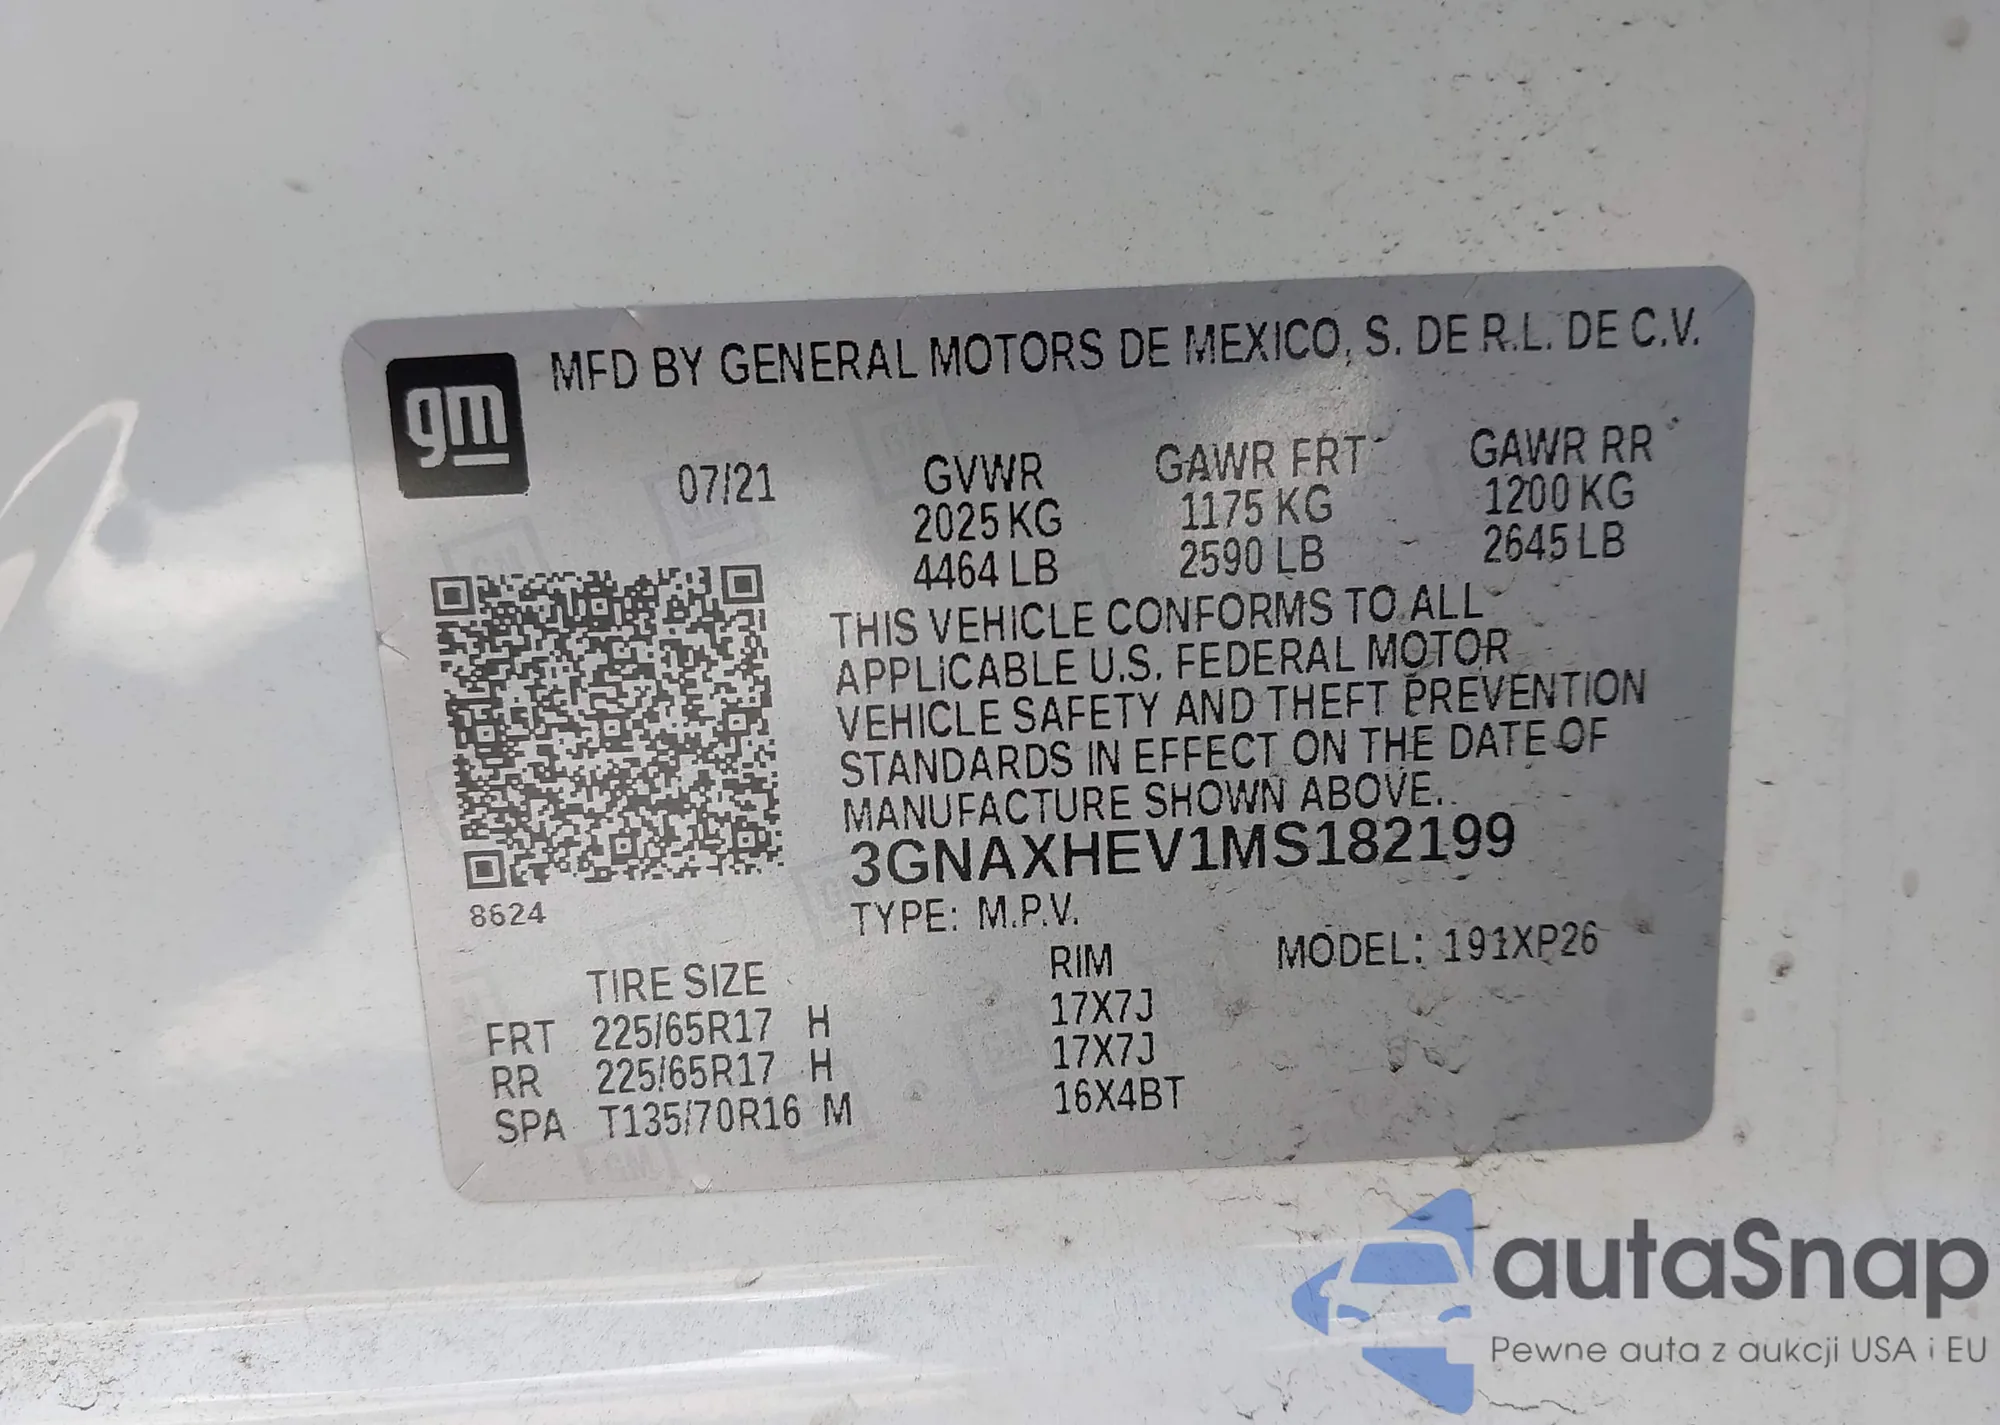 gm
MFD BY GENERAL MOTORS DE MEXICO, S. DE R.L. DE C.V.
07/21 GVWR GAWR FRT GAWR RR
2025 KG 1175 KG 1200 KG
4464 LB 2590 LB 2645 LB
THIS VEHICLE CONFORMS TO ALL
APPLICABLE U.S. FEDERAL MOTOR
VEHICLE SAFETY AND THEFT PREVENTION
STANDARDS IN EFFECT ON THE DATE OF
MANUFACTURE SHOWN ABOVE.
3GNAXHEV1MS182199
8624
TYPE: M.P.V.
MODEL: 191XP26
TIRE SIZE RIM
FRT 225/65R17 H 17X7J
RR 225/65R17 H 17X7J
SPA T135/70R16 M 16X4BT
autaSnap
Pewne auta z aukcji USA i EU